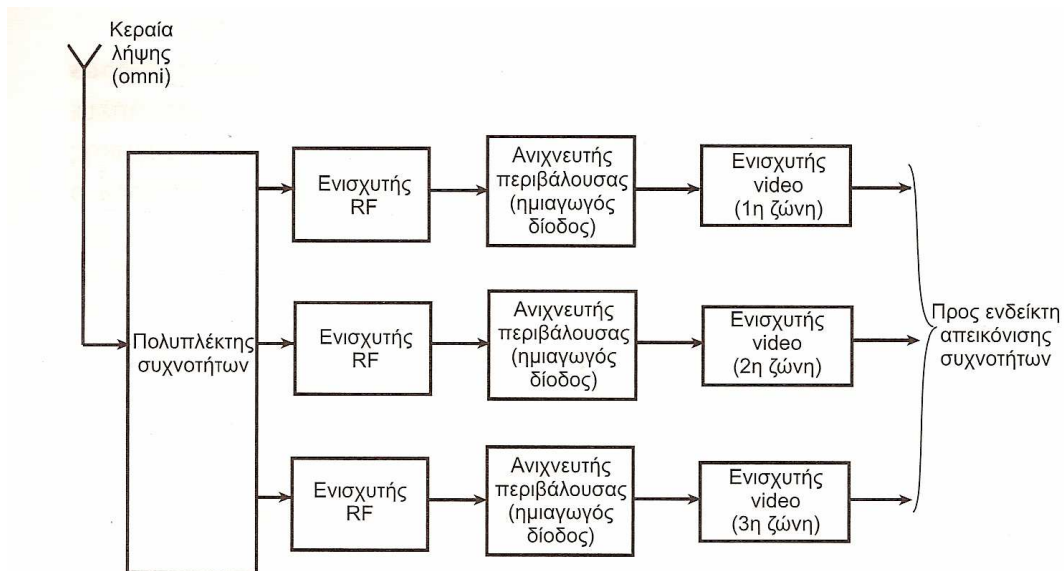 Κεραία
λήψης
(omni)
Πολυπλέκτης
συχνοτήτων
Ενισχυτής
RF
Ανιχνευτής
περιβάλουσας
(ημιαγωγός
δίοδος)
Ενισχυτής
video
(1η ζώνη)
Ενισχυτής
RF
Ανιχνευτής
περιβάλουσας
(ημιαγωγός
δίοδος)
Ενισχυτής
video
(2η ζώνη)
Ενισχυτής
RF
Ανιχνευτής
περιβάλουσας
(ημιαγωγός
δίοδος)
Ενισχυτής
video
(3η ζώνη)
Προς ενδείκτη
απεικόνισης
συχνοτήτων